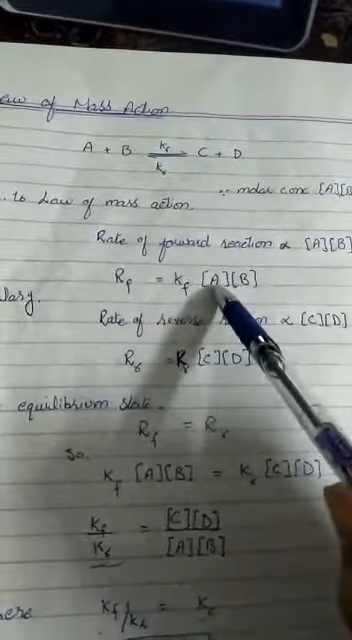 Law of Mass Action
A + B kf ⇌ kr C + D
∵ molar conc [A][B
to Law of mass action.
Rate of forward reaction ∝ [A][B]
Rf = kf [A][B]
Rate of reverse reaction ∝ [C][D]
Rr = kr [C][D]
equilibrium state.
Rf = Rr
So,
kf [A][B] = kr [C][D]
kf/kr = [C][D]/[A][B]
kf/kr = kc